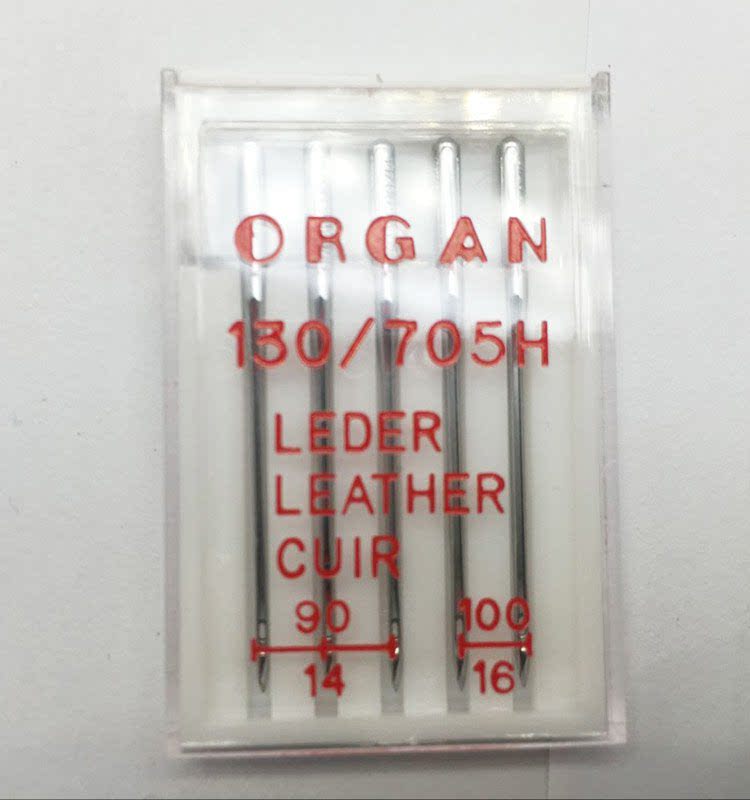 ORGAN
130/705H
LEDER
LEATHER
CUIR
90 100
14 16